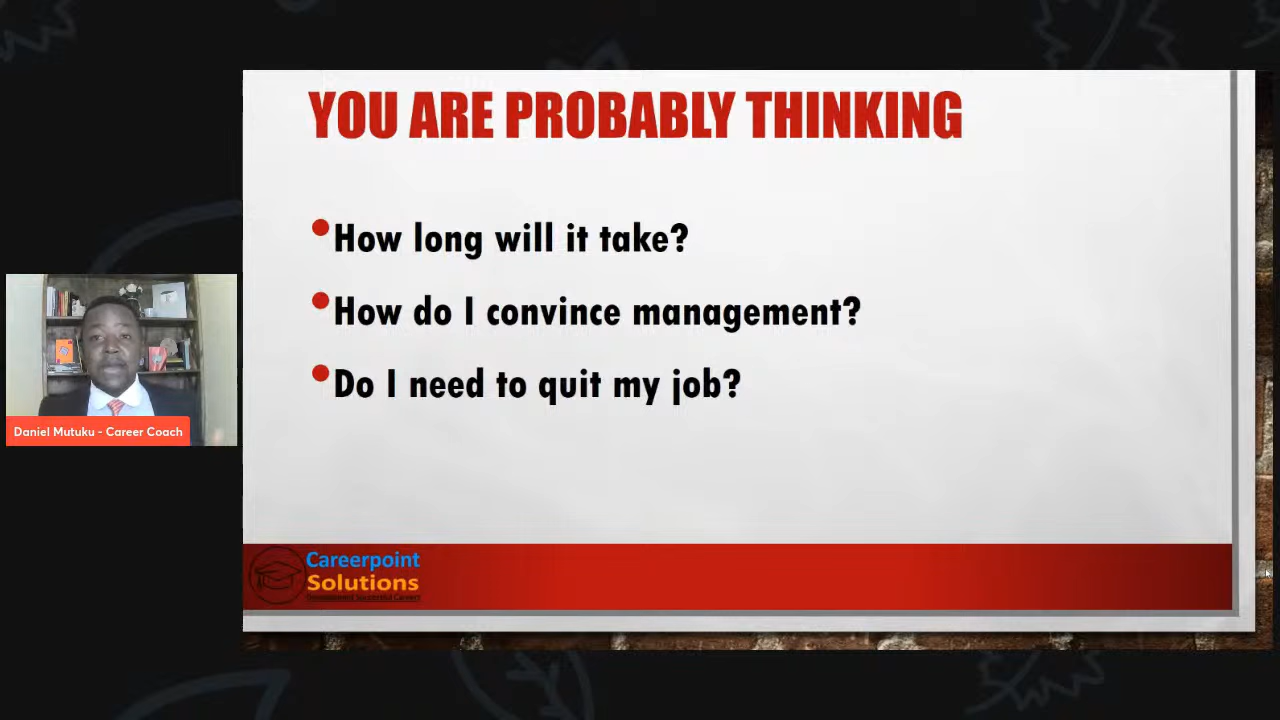 YOU ARE PROBABLY THINKING
•How long will it take?
•How do I convince management?
•Do I need to quit my job?
Daniel Mutuku - Career Coach
Careerpoint
Solutions